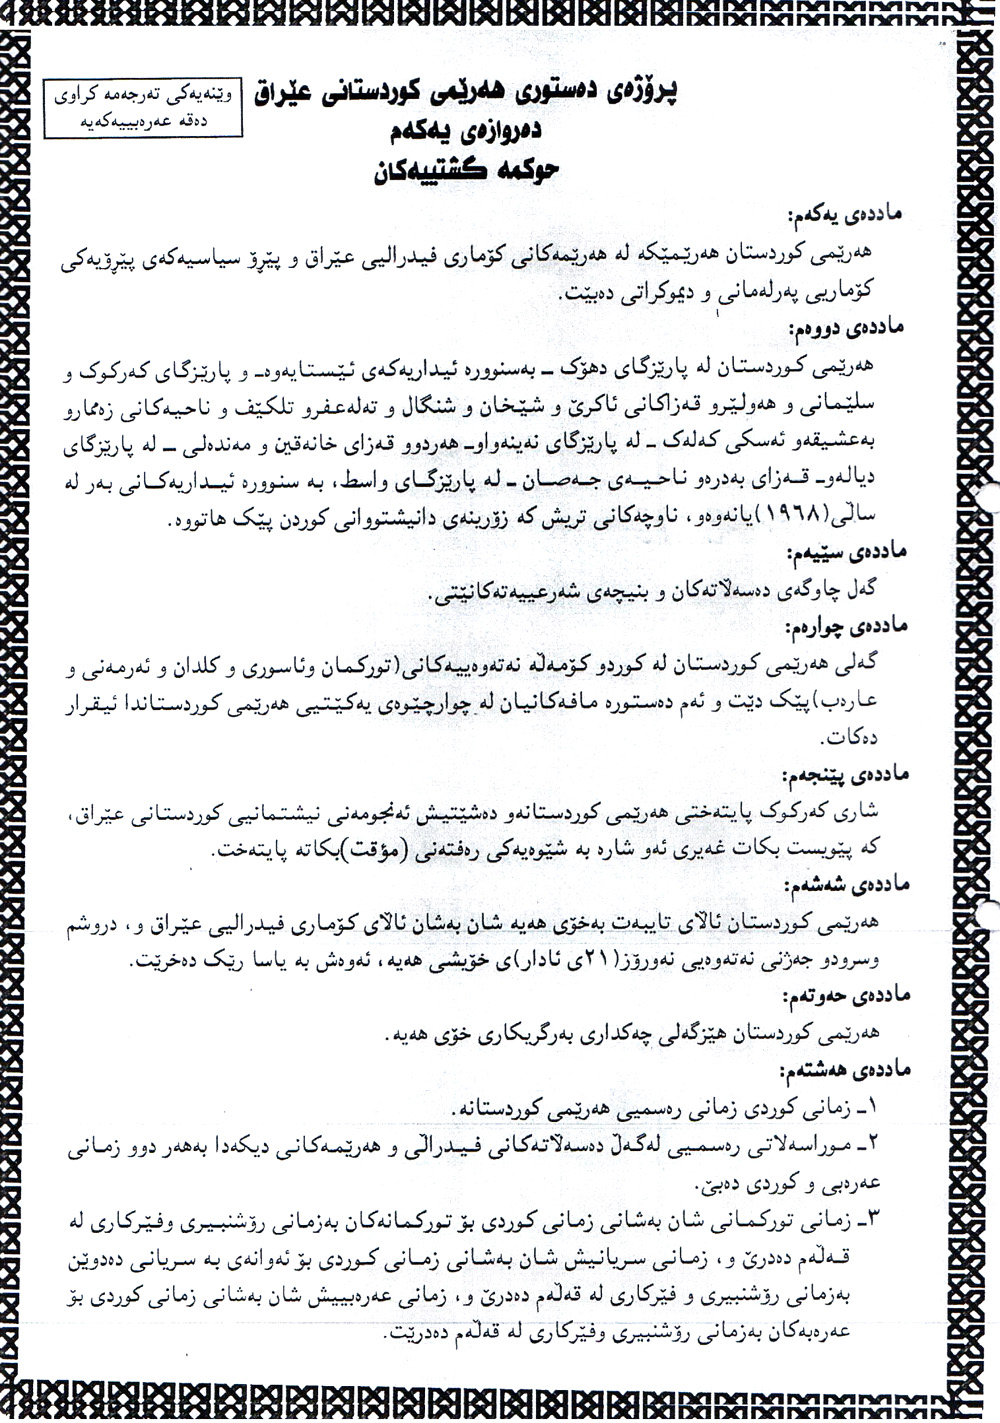 پرۆژەی دەستوری هەرێمی کوردستانی عێراق
دەروازەی یەکەم
حوکمە گشتییەکان
وێنەیەکی تەرجەمە کراوی
دەقە عەرەبییەکەیە
ماددەی یەکەم:
هەرێمی کوردستان هەرێمێکە لە هەرێمەکانی کۆماری فیدرالیی عێراق و پێڕۆ سیاسیەکەی پێڕۆیەکی
کۆماریی پەرلەمانی و دیموکراتی دەبێت.
ماددەی دووەم:
هەرێمی کوردستان لە پارێزگای دهۆک ـ بەسنوورە ئیداریەکەی ئێستایەوەـ و پارێزگای کەرکوک و
سلێمانی و هەولێرو قەزاکانی ئاکرێ و شێخان و شنگال و تەلەعفرو تلکێف و ناحیەکانی زەممارو
بەعشیقەو ئەسکی کەلەک ـ لە پارێزگای نەینەواوـ هەردوو قەزای خانەقین و مەندەلی ـ لە پارێزگای
دیالەوـ قەزای بەدرەو ناحیەی جەصان ـ لە پارێزگای واسط، بە سنوورە ئیداریەکانی بەر لە
ساڵی(١٩٦٨)یانەوەو، ناوچەکانی تریش کە زۆرینەی دانیشتووانی کوردن پێک هاتووە.
ماددەی سێیەم:
گەل چاوگەی دەسەڵاتەکان و بنیچەی شەرعییەتەکانێتی.
ماددەی چوارەم:
گەلی هەرێمی کوردستان لە کوردو کۆمەڵە نەتەوەییەکانی(تورکمان وئاسوری و کلدان و ئەرمەنی و
عارەب)پێک دێت و ئەم دەستورە مافەکانیان لە چوارچێوەی یەکێتیی هەرێمی کوردستاندا ئیقرار
دەکات.
ماددەی پێنجەم:
شاری کەرکوک پایتەختی هەرێمی کوردستانەو دەشێتیش ئەنجومەنی نیشتمانیی کوردستانی عێراق،
کە پێویست بکات غەیری ئەو شارە بە شێوەیەکی رەفتەنی (مؤقت)بکاتە پایتەخت.
ماددەی شەشەم:
هەرێمی کوردستان ئاڵای تایبەت بەخۆی هەیە شان بەشان ئاڵای کۆماری فیدرالیی عێراق و، دروشم
وسرودو جەژنی نەتەوەیی نەورۆز(٢١ی ئادار)ی خۆیشی هەیە، ئەوەش بە یاسا رێک دەخرێت.
ماددەی حەوتەم:
هەرێمی کوردستان هێزگەلی چەکداری بەرگریکاری خۆی هەیە.
ماددەی هەشتەم:
١ـ زمانی کوردی زمانی رەسمیی هەرێمی کوردستانە.
٢ـ موراسەلاتی رەسمیی لەگەڵ دەسەڵاتەکانی فیدراڵی و هەرێمەکانی دیکەدا بەهەر دوو زمانی
عەرەبی و کوردی دەبێ.
٣ـ زمانی تورکمانی شان بەشانی زمانی کوردی بۆ تورکمانەکان بەزمانی رۆشنبیری وفێرکاری لە
قەڵەم دەدرێ و، زمانی سریانیش شان بەشانی زمانی کوردی بۆ ئەوانەی بە سریانی دەدوێن
بەزمانی رۆشنبیری و فێرکاری لە قەڵەم دەدرێ و، زمانی عەرەبییش شان بەشانی زمانی کوردی بۆ
عەرەبەکان بەزمانی رۆشنبیری وفێرکاری لە قەڵەم دەدرێت.